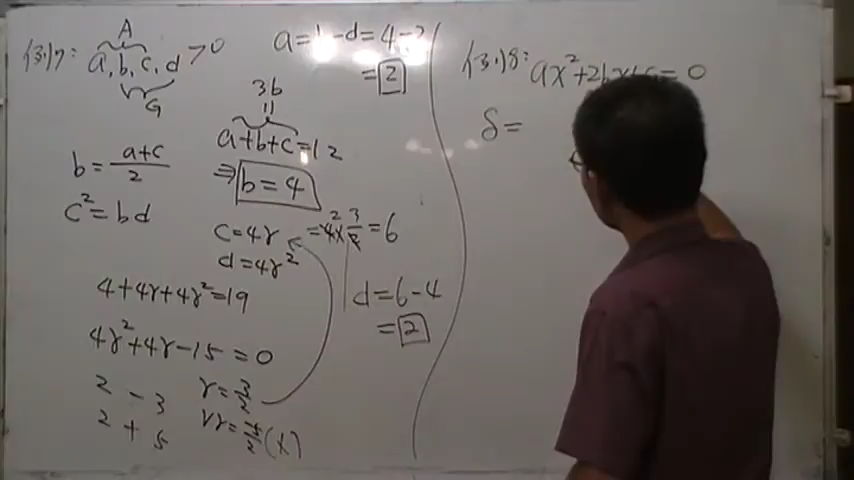 (3.)7:
A
a, b, c, d > 0
G
b = a+c / 2
c² = bd
3b
=
a+b+c = 12
⇒ b = 4
c = 4r = 4×3/2 = 6
2
d = 4r²
4+4r+4r² = 19
4r²+4r-15 = 0
2 - 3
2 + 5
r = 3/2
(x)
d = 6-4
= 2
-d = 4-2
= 2
(3.)8: ax²+2bx+c = 0
δ =